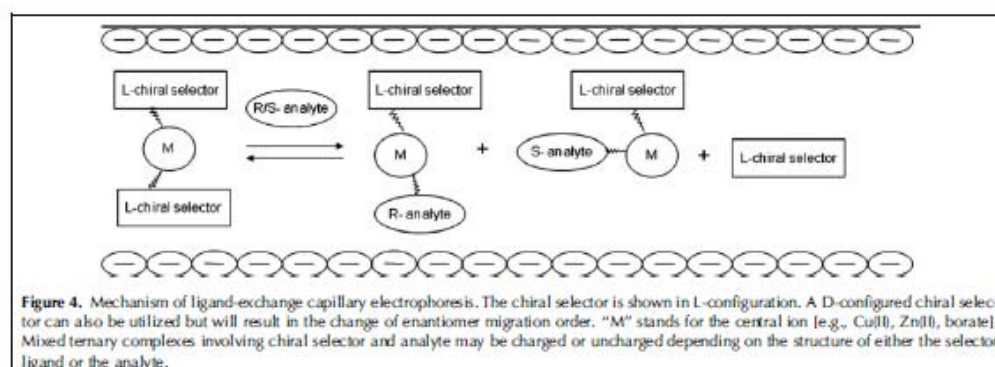 L-chiral selector
M
L-chiral selector
R/S- analyte
L-chiral selector
M
R- analyte
+
L-chiral selector
S- analyte
M
+
L-chiral selector
Figure 4. Mechanism of ligand-exchange capillary electrophoresis. The chiral selector is shown in L-configuration. A D-configured chiral selec-
tor can also be utilized but will result in the change of enantiomer migration order. “M” stands for the central ion [e.g., Cu(II), Zn(II), borate]
Mixed ternary complexes involving chiral selector and analyte may be charged or uncharged depending on the structure of either the selector
ligand or the analyte.